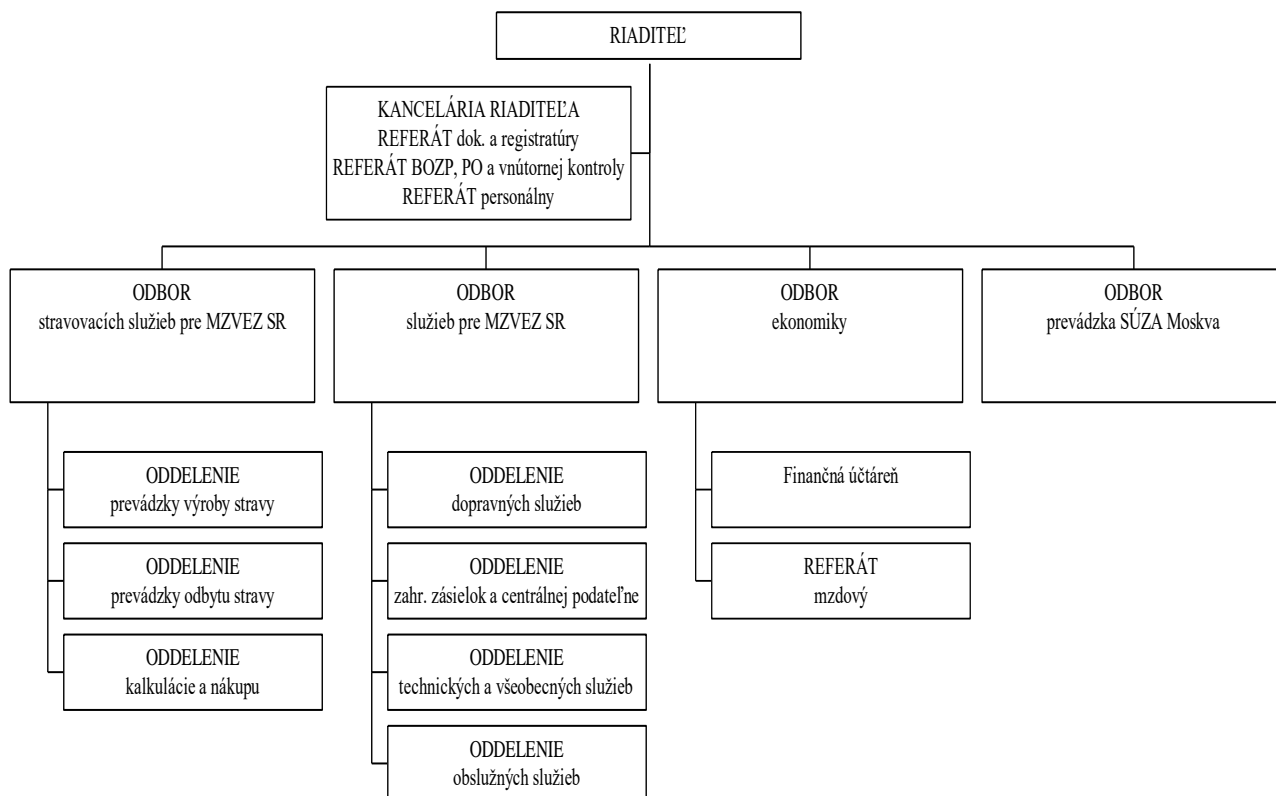 RIADITEĽ
KANCELÁRIA RIADITEĽA
REFERÁT dok. a registratúry
REFERÁT BOZP, PO a vnútornej kontroly
REFERÁT personálny
ODBOR
stravovacích služieb pre MZVEZ SR
ODBOR
služieb pre MZVEZ SR
ODBOR
ekonomiky
ODBOR
prevádzka SÚZA Moskva
ODDELENIE
prevádzky výroby stravy
ODDELENIE
prevádzky odbytu stravy
ODDELENIE
kalkulácie a nákupu
ODDELENIE
dopravných služieb
ODDELENIE
zahr. zásielok a centrálnej podateľne
ODDELENIE
technických a všeobecných služieb
ODDELENIE
obslužných služieb
Finančná účtáreň
REFERÁT
mzdový